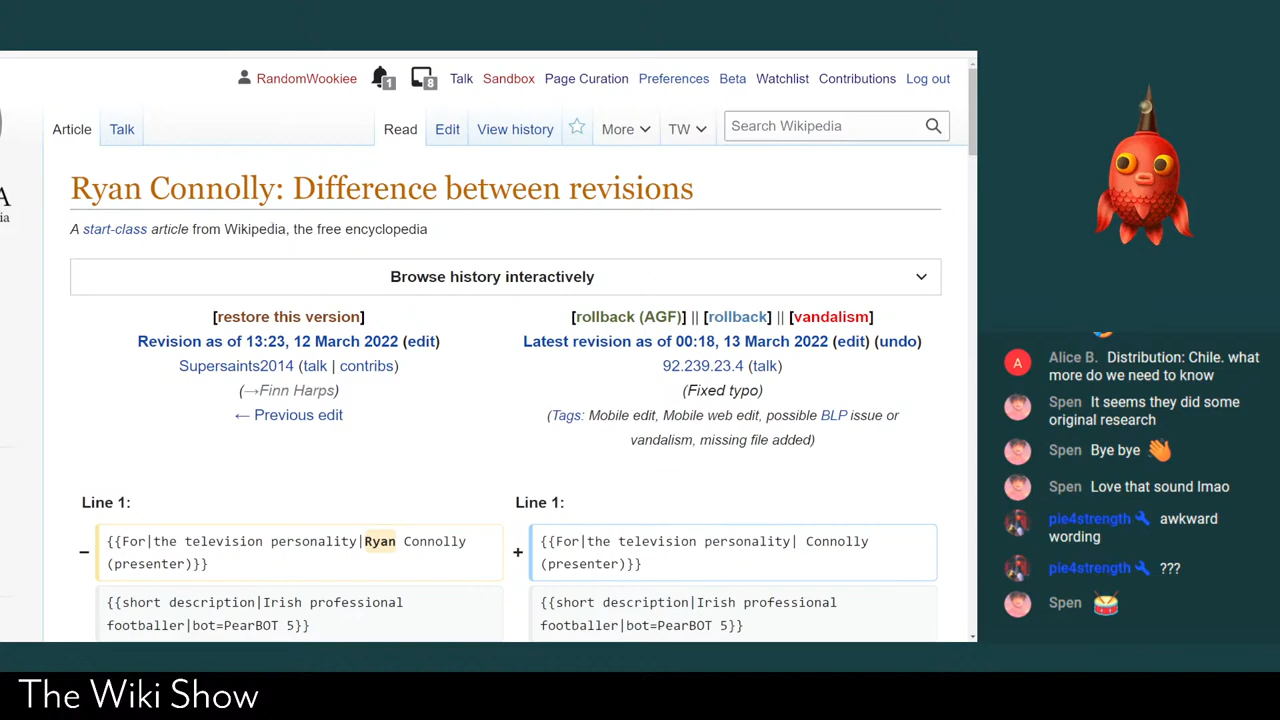 RandomWookiee 1 8 Talk Sandbox Page Curation Preferences Beta Watchlist Contributions Log out
Article Talk Read Edit View history More TW Search Wikipedia
A
ia
Ryan Connolly: Difference between revisions
A start-class article from Wikipedia, the free encyclopedia
Browse history interactively
[restore this version]
Revision as of 13:23, 12 March 2022 (edit)
Supersaints2014 (talk | contribs)
(→Finn Harps)
← Previous edit
[rollback (AGF)] || [rollback] || [vandalism]
Latest revision as of 00:18, 13 March 2022 (edit) (undo)
92.239.23.4 (talk)
(Fixed typo)
(Tags: Mobile edit, Mobile web edit, possible BLP issue or
vandalism, missing file added)
Line 1:
− {{For|the television personality|Ryan Connolly
(presenter)}}
{{short description|Irish professional
footballer|bot=PearBOT 5}}
Line 1:
+ {{For|the television personality| Connolly
(presenter)}}
{{short description|Irish professional
footballer|bot=PearBOT 5}}
A Alice B. Distribution: Chile. what
more do we need to know
Spen It seems they did some
original research
Spen Bye bye 👋
Spen Love that sound lmao
pie4strength awkward
wording
pie4strength ???
Spen 🥁
The Wiki Show